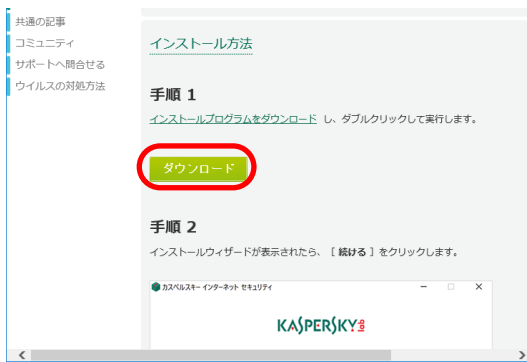 共通の記事
コミュニティ
サポートへ問合せる
ウイルスの対処方法
インストール方法
手順 1
インストールプログラムをダウンロード し、ダブルクリックして実行します。
ダウンロード
手順 2
インストールウィザードが表示されたら、［ 続ける ］をクリックします。
カスペルスキー インターネット セキュリティ
KASPERSKY lab